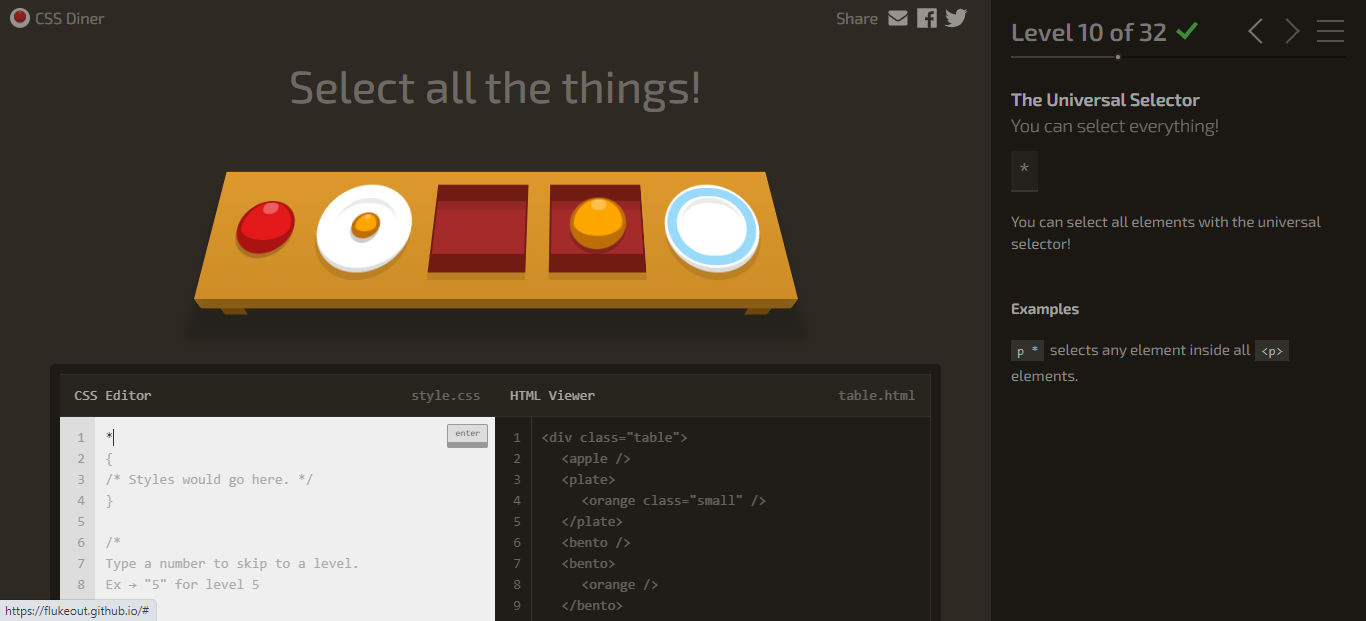 CSS Diner
Share
Select all the things!
CSS Editor style.css
1 *
enter
2 {
3 /* Styles would go here. */
4 }
5
6 /*
7 Type a number to skip to a level.
8 Ex → "5" for level 5
HTML Viewer table.html
1 <div class="table">
2 <apple />
3 <plate>
4 <orange class="small" />
5 </plate>
6 <bento />
7 <bento>
8 <orange />
9 </bento>
https://flukeout.github.io/#
Level 10 of 32
The Universal Selector
You can select everything!
*
You can select all elements with the universal
selector!
Examples
p * selects any element inside all <p>
elements.